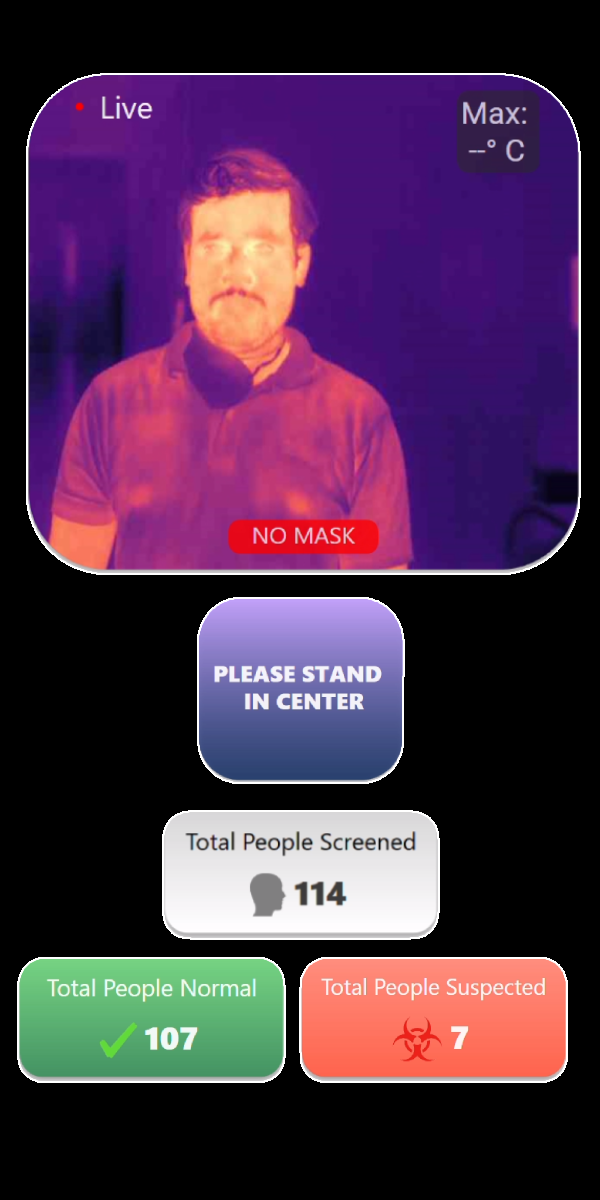 Live
Max:
--° C
NO MASK
PLEASE STAND
IN CENTER
Total People Screened
114
Total People Normal
107
Total People Suspected
7